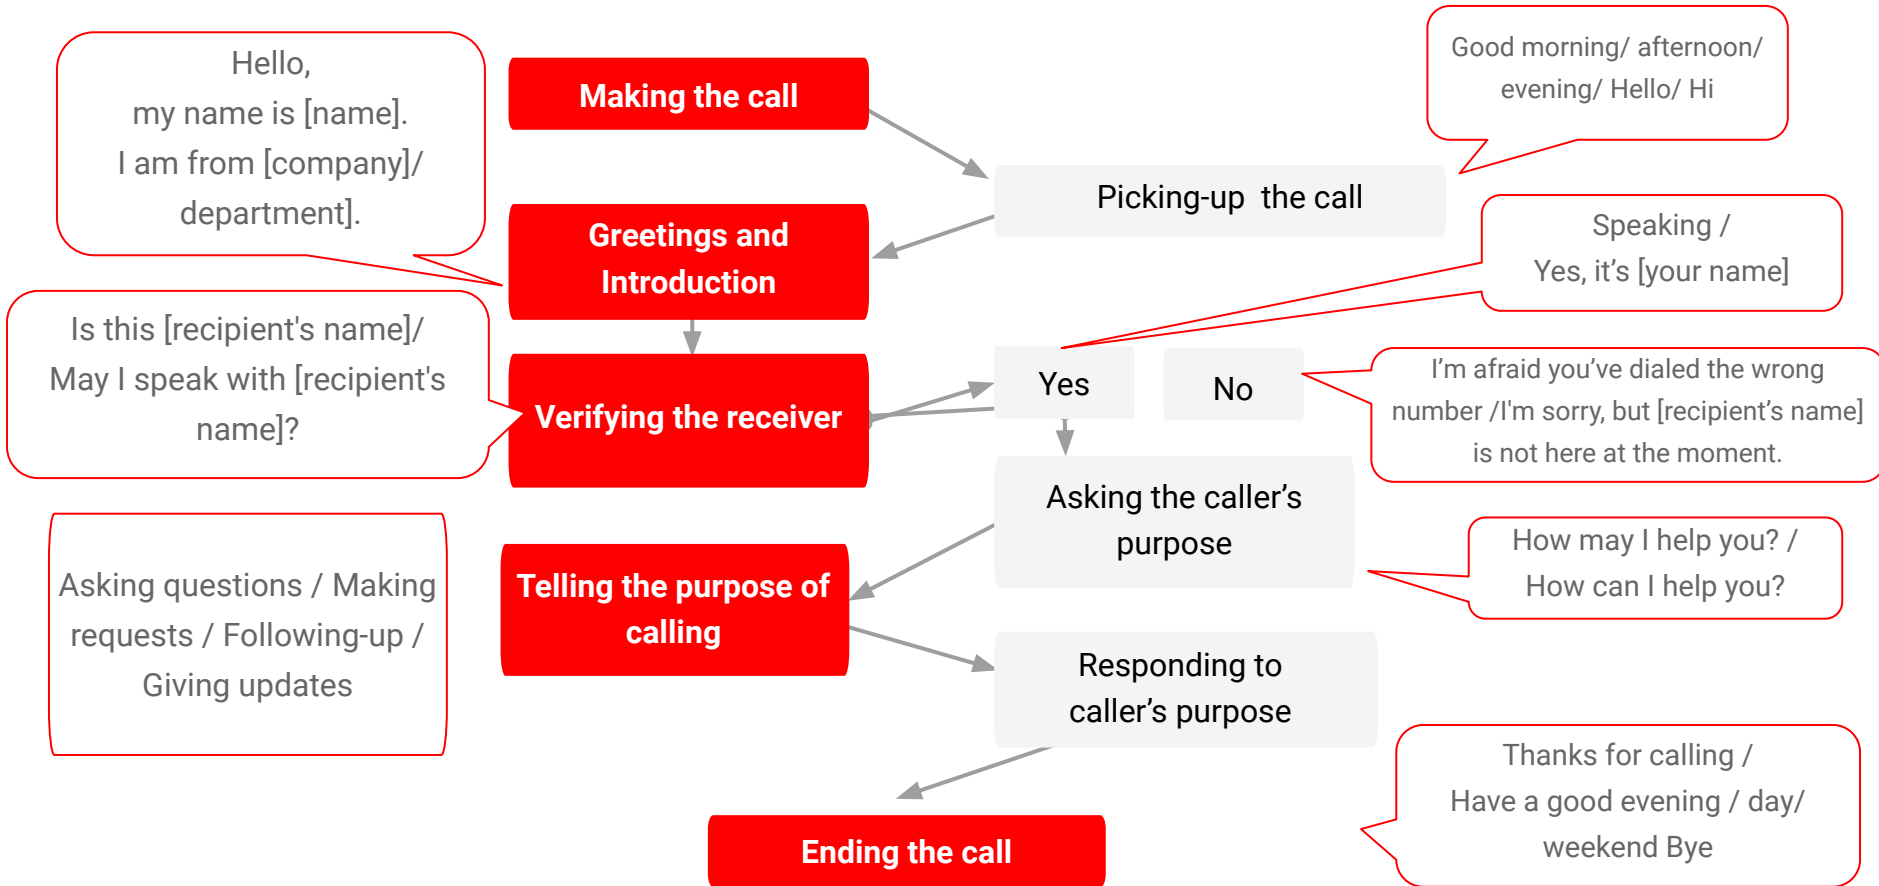 Hello,
my name is [name].
I am from [company]/
department].
Making the call
Good morning/ afternoon/
evening/ Hello/ Hi
Picking-up the call
Greetings and
Introduction
Speaking /
Yes, it’s [your name]
Is this [recipient's name]/
May I speak with [recipient's
name]?
Verifying the receiver
Yes
No
I’m afraid you’ve dialed the wrong
number /I'm sorry, but [recipient’s name]
is not here at the moment.
Asking the caller’s
purpose
How may I help you? /
How can I help you?
Asking questions / Making
requests / Following-up /
Giving updates
Telling the purpose of
calling
Responding to
caller’s purpose
Thanks for calling /
Have a good evening / day/
weekend Bye
Ending the call